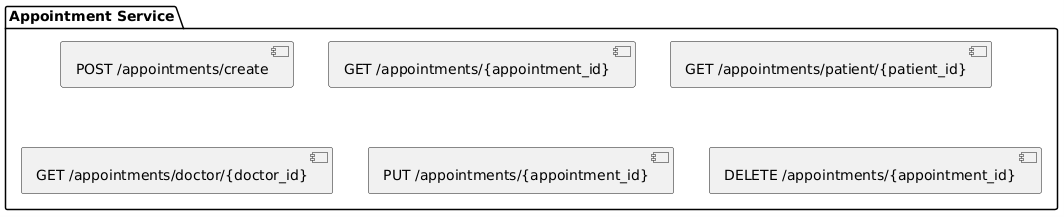 Appointment Service
POST /appointments/create
GET /appointments/{appointment_id}
GET /appointments/patient/{patient_id}
GET /appointments/doctor/{doctor_id}
PUT /appointments/{appointment_id}
DELETE /appointments/{appointment_id}